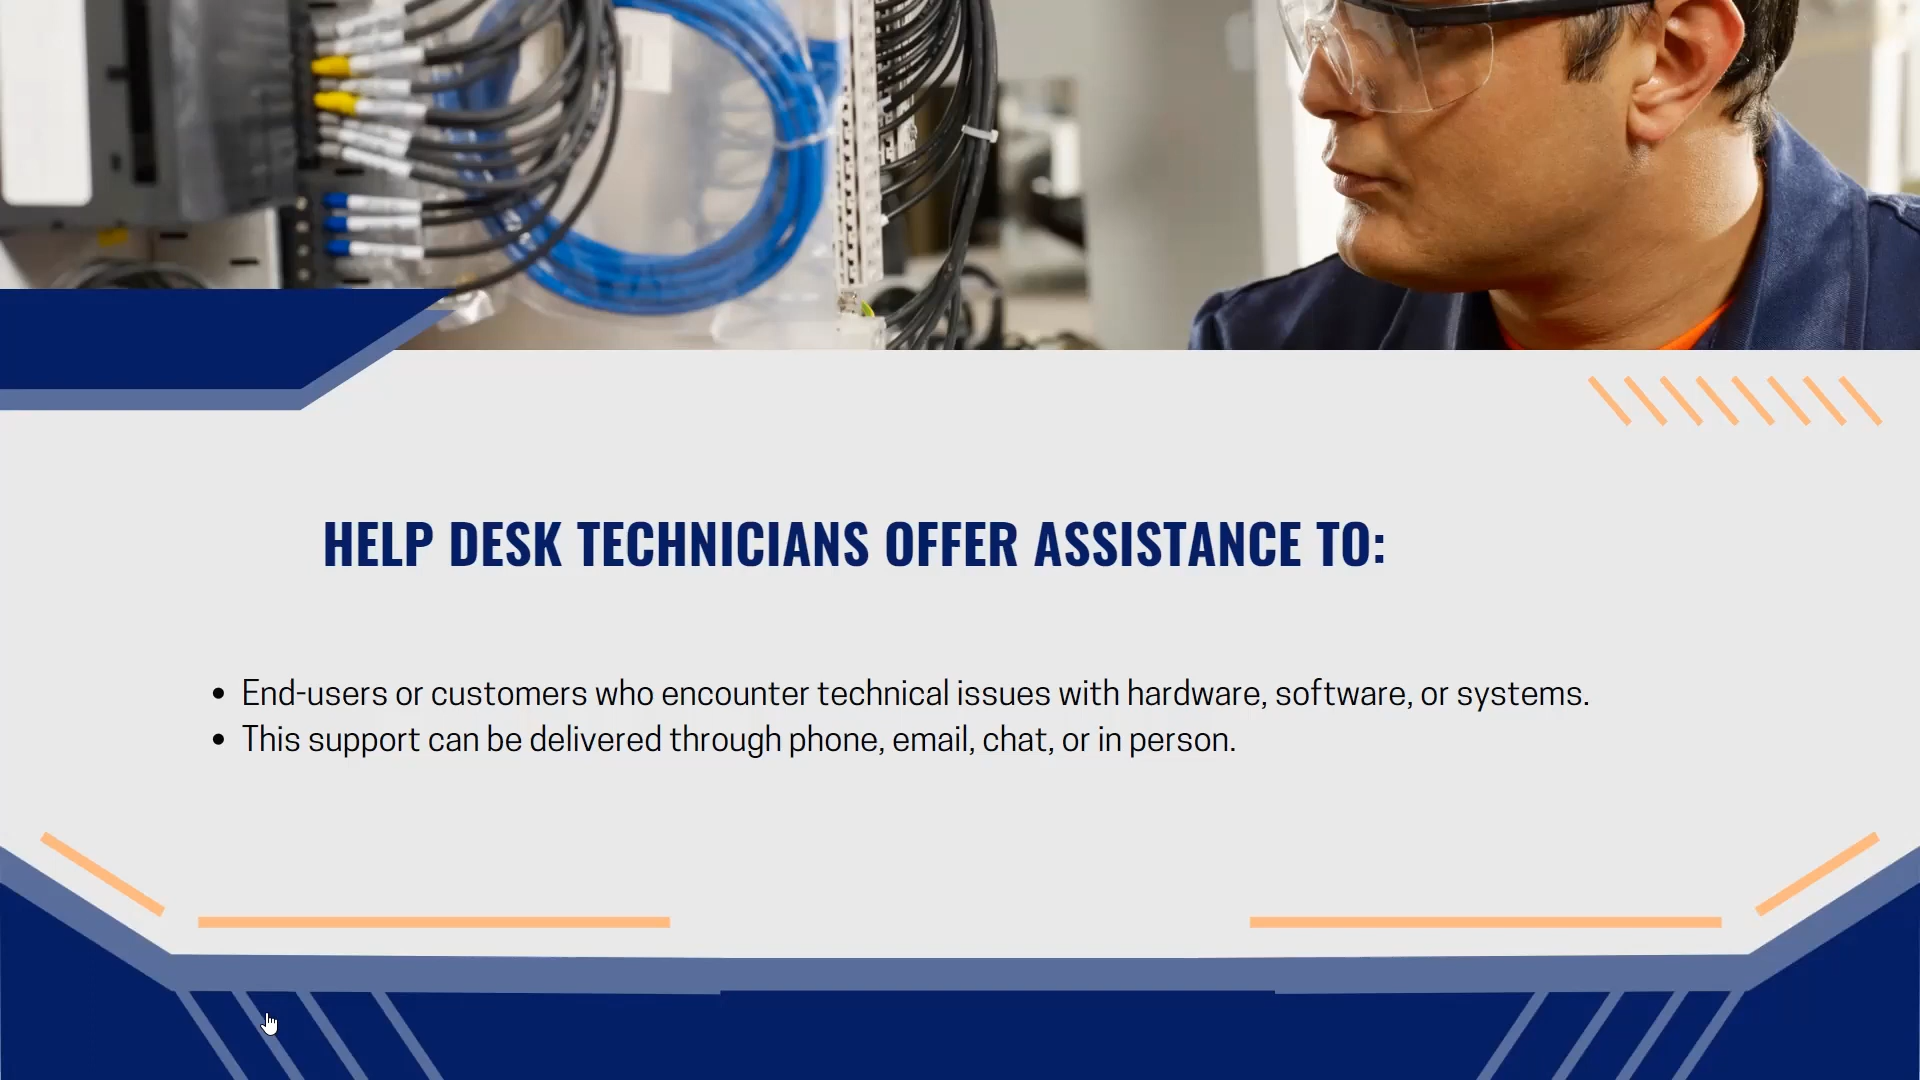 HELP DESK TECHNICIANS OFFER ASSISTANCE TO:
• End-users or customers who encounter technical issues with hardware, software, or systems.
• This support can be delivered through phone, email, chat, or in person.